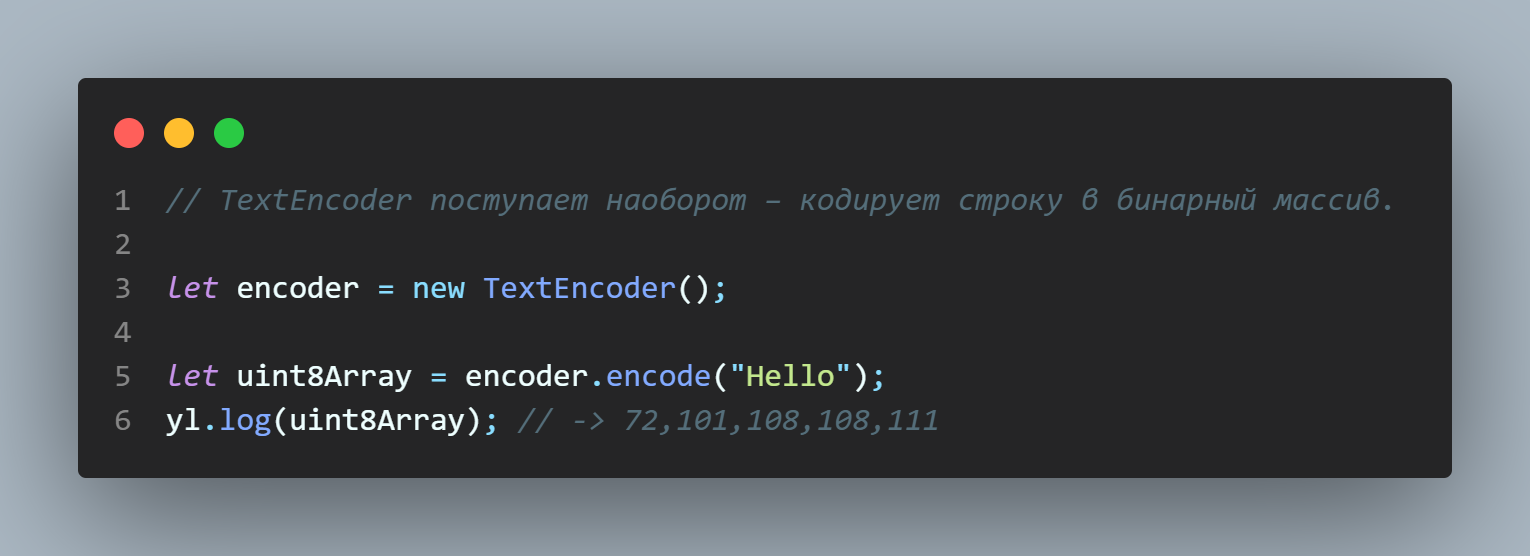 1 // TextEncoder поступает наоборот – кодирует строку в бинарный массив.
2
3 let encoder = new TextEncoder();
4
5 let uint8Array = encoder.encode("Hello");
6 yl.log(uint8Array); // -> 72,101,108,108,111